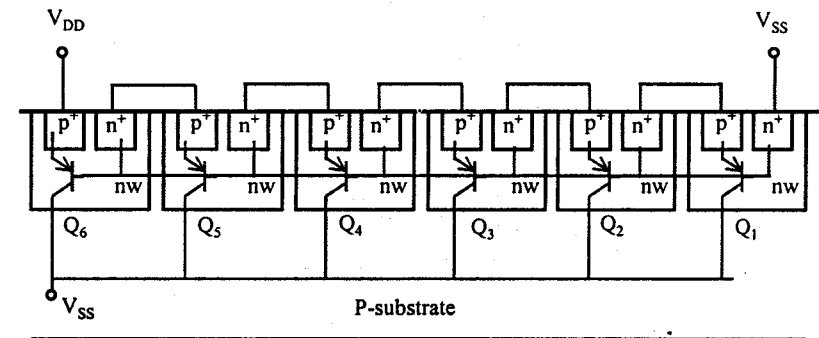 V_DD V_SS
p+ n+ p+ n+ p+ n+ p+ n+ p+ n+ p+ n+
nw nw nw nw nw nw
Q6 Q5 Q4 Q3 Q2 Q1
V_SS P-substrate